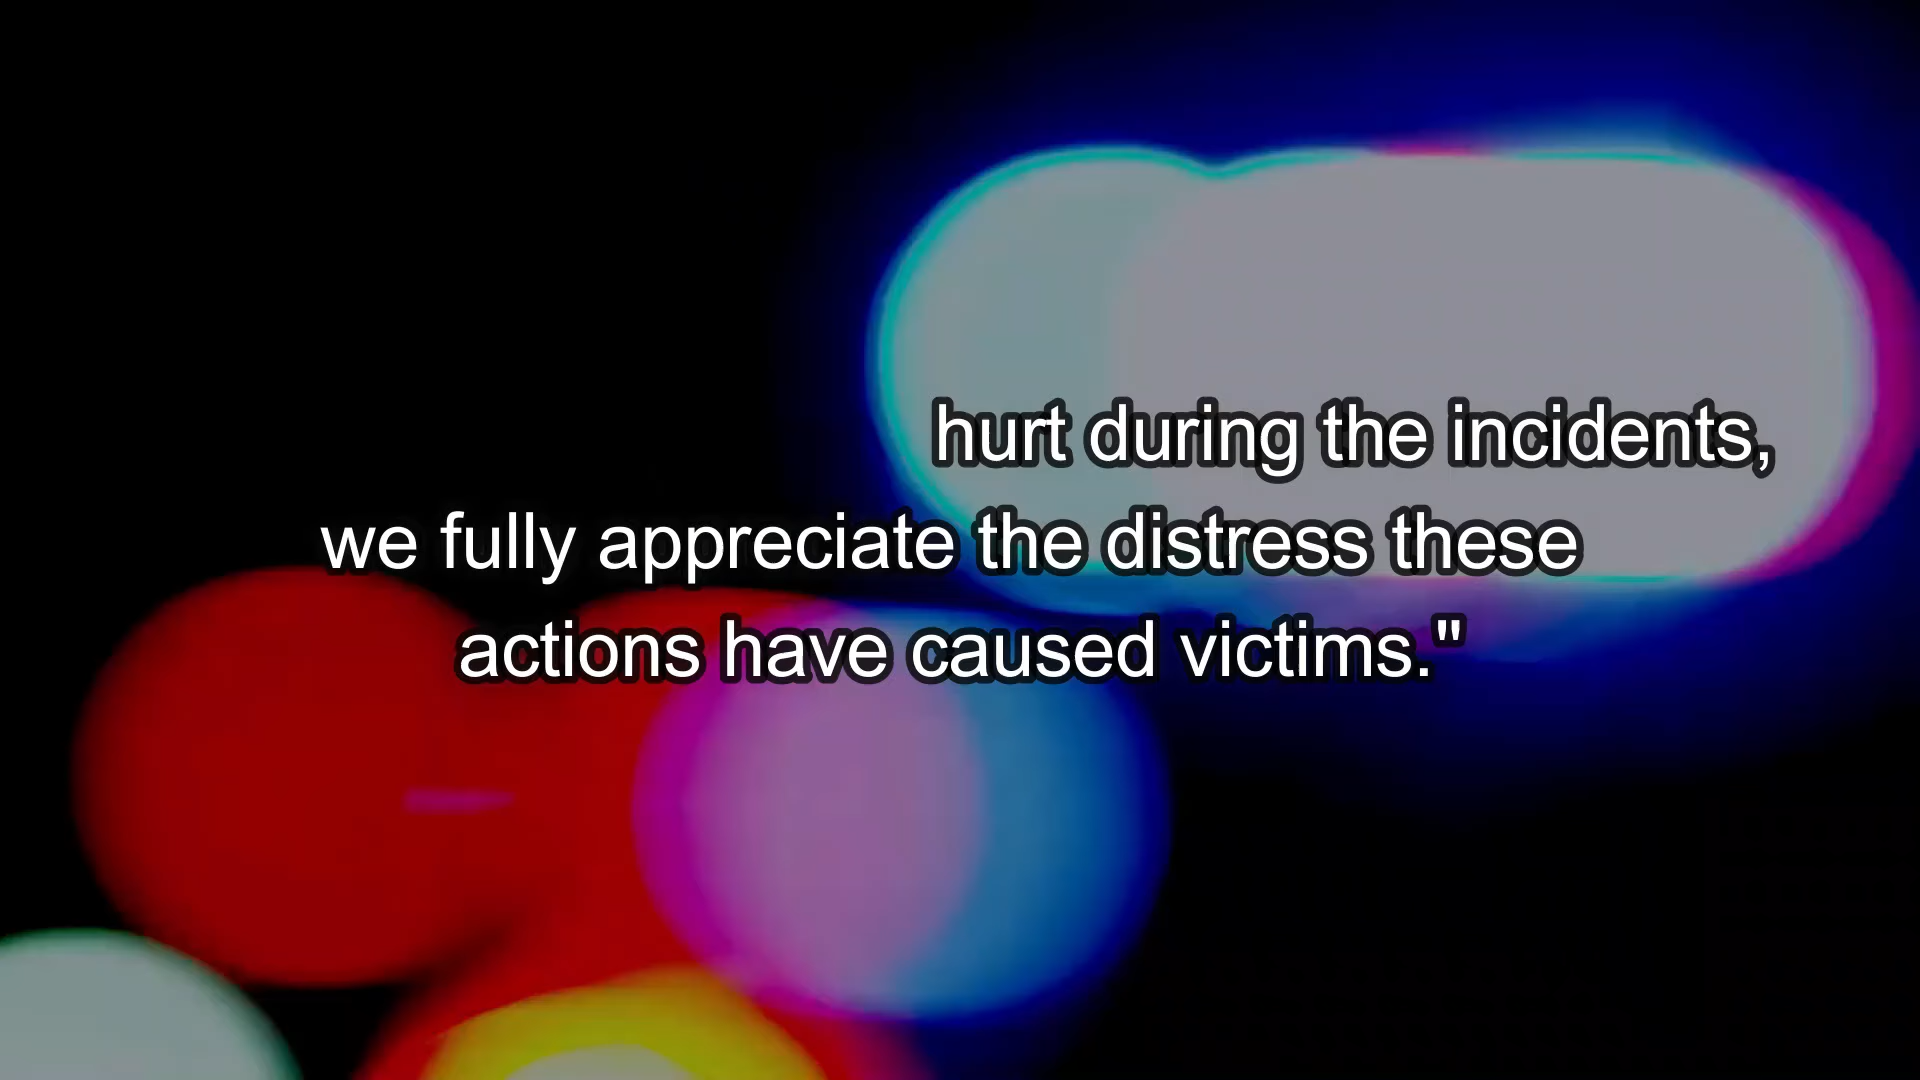 hurt during the incidents,
we fully appreciate the distress these
actions have caused victims."